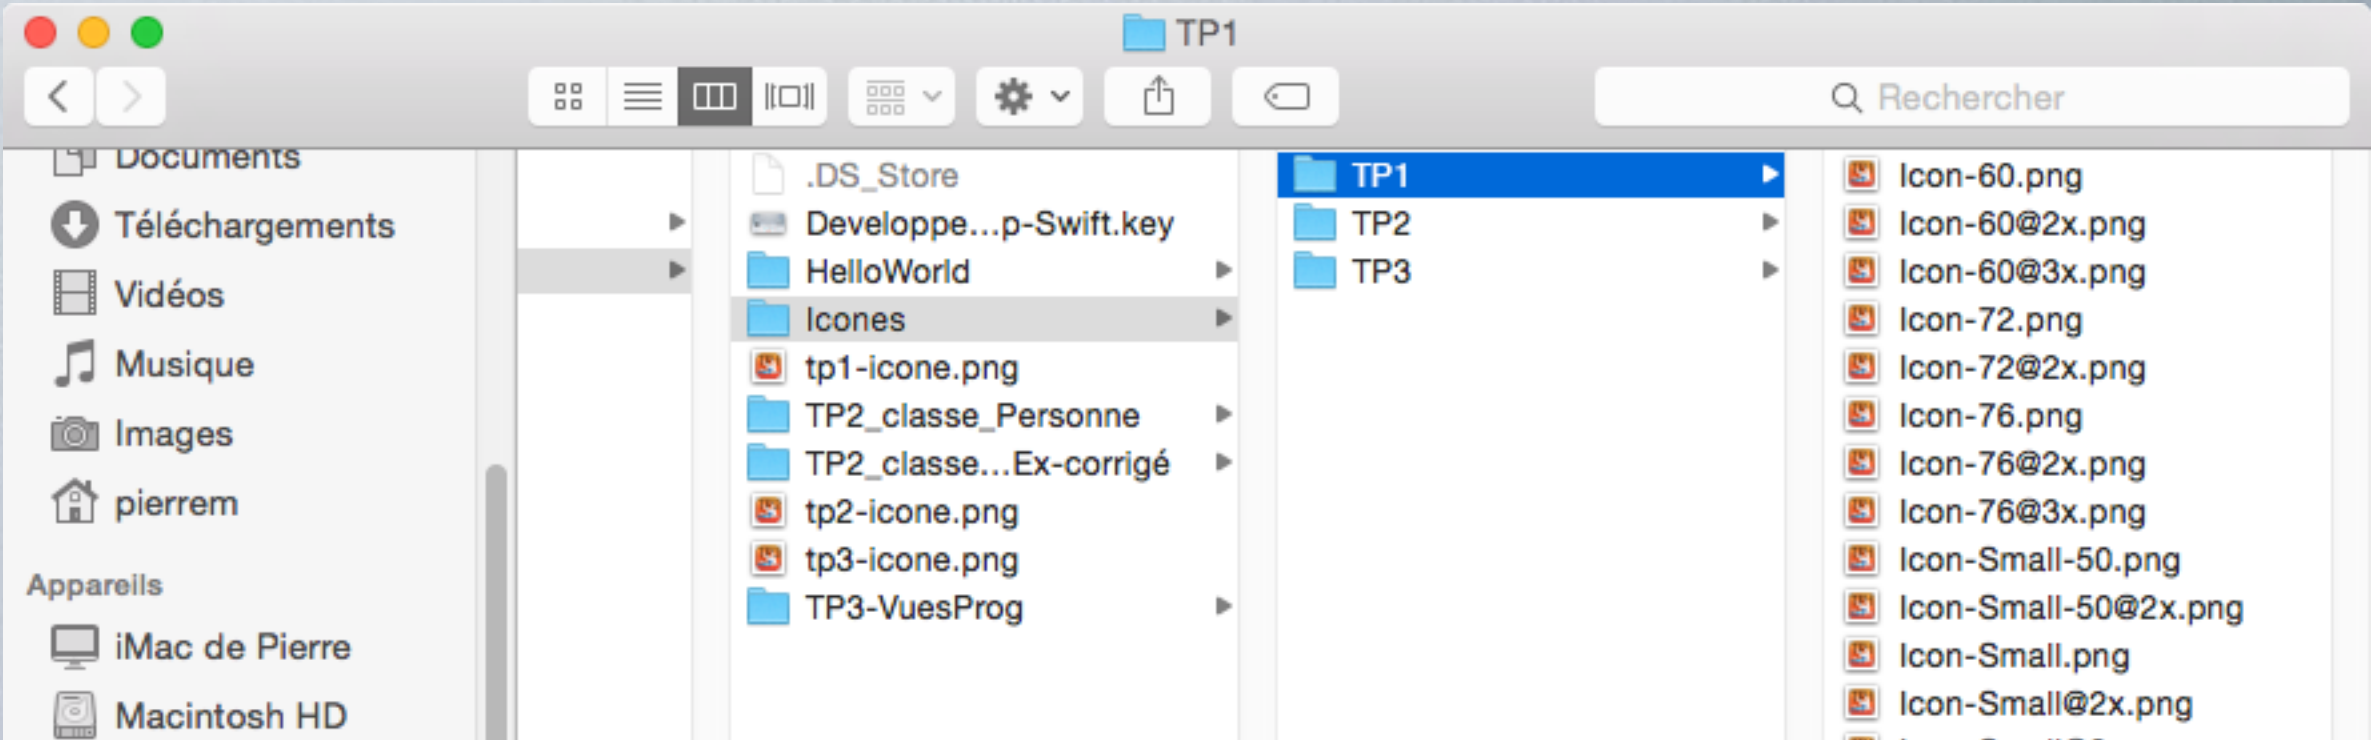 TP1
Rechercher
Documents
Téléchargements
Vidéos
Musique
Images
pierrem
Appareils
iMac de Pierre
Macintosh HD
.DS_Store
Developpe...p-Swift.key
HelloWorld
Icones
tp1-icone.png
TP2_classe_Personne
TP2_classe...Ex-corrigé
tp2-icone.png
tp3-icone.png
TP3-VuesProg
TP1
TP2
TP3
Icon-60.png
Icon-60@2x.png
Icon-60@3x.png
Icon-72.png
Icon-72@2x.png
Icon-76.png
Icon-76@2x.png
Icon-76@3x.png
Icon-Small-50.png
Icon-Small-50@2x.png
Icon-Small.png
Icon-Small@2x.png